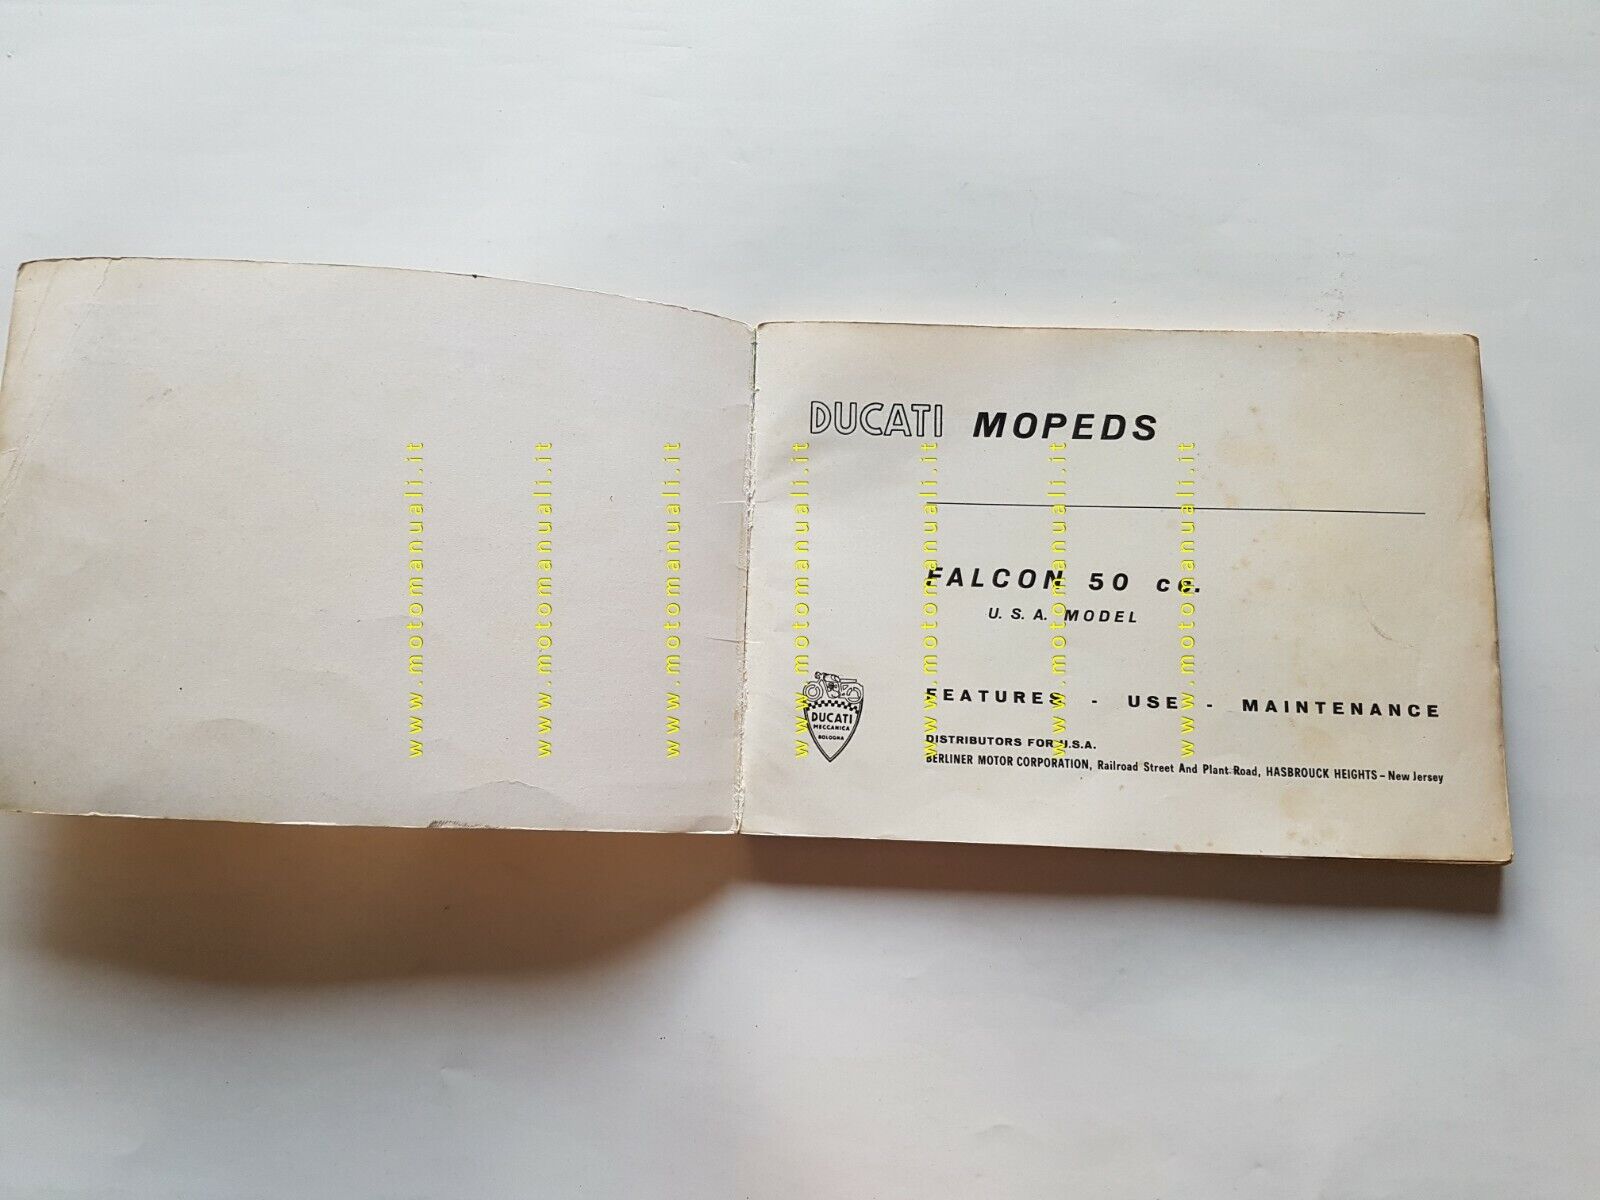 DUCATI MOPEDS
FALCON 50 cc.
U. S. A. MODEL
FEATURES - USE - MAINTENANCE
DUCATI
MECCANICA
BOLOGNA
DISTRIBUTORS FOR U.S.A.
BERLINER MOTOR CORPORATION, Railroad Street And Plant Road, HASBROUCK HEIGHTS - New Jersey
www.motomanuali.it
www.motomanuali.it
www.motomanuali.it
www.motomanuali.it
www.motomanuali.it
www.motomanuali.it
www.motomanuali.it